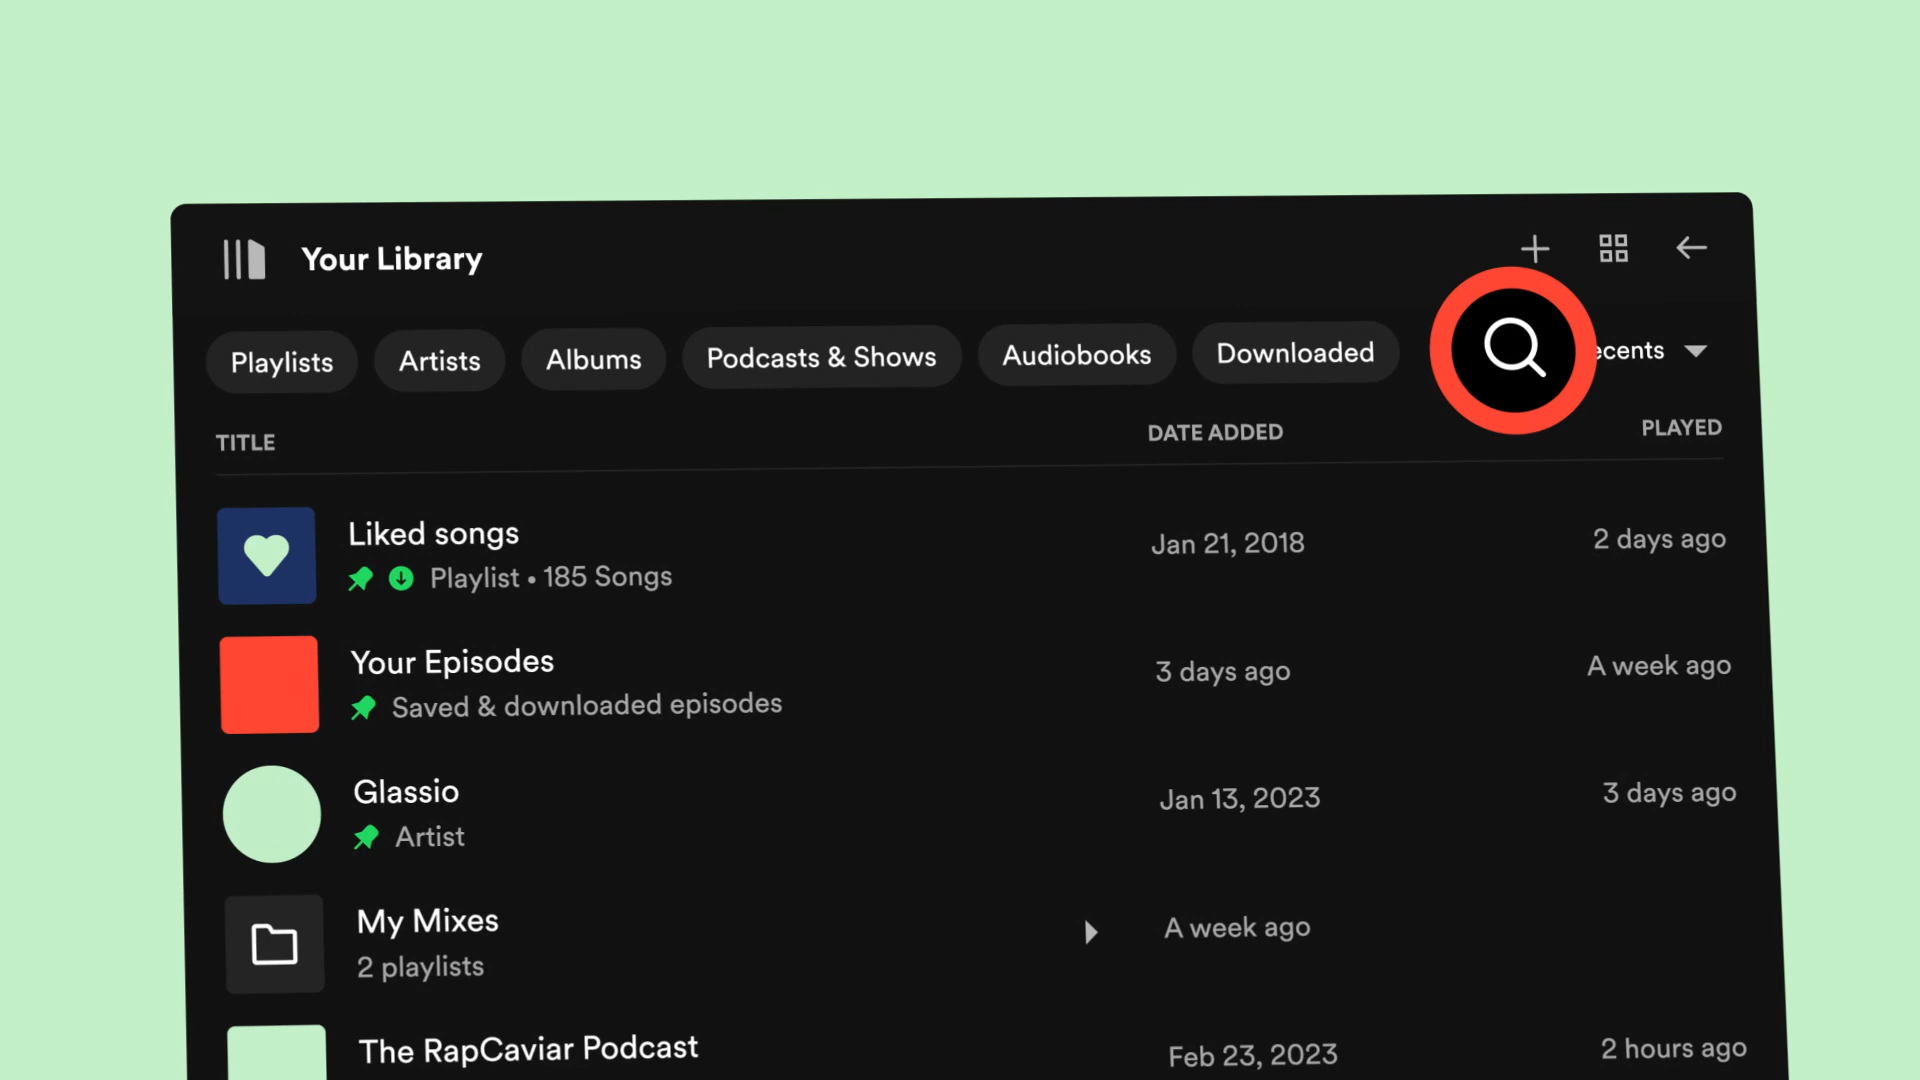 Your Library
Playlists Artists Albums Podcasts & Shows Audiobooks Downloaded ecents
TITLE DATE ADDED PLAYED
Liked songs
Playlist • 185 Songs Jan 21, 2018 2 days ago
Your Episodes
Saved & downloaded episodes 3 days ago A week ago
Glassio
Artist Jan 13, 2023 3 days ago
My Mixes
2 playlists A week ago
The RapCaviar Podcast Feb 23, 2023 2 hours ago